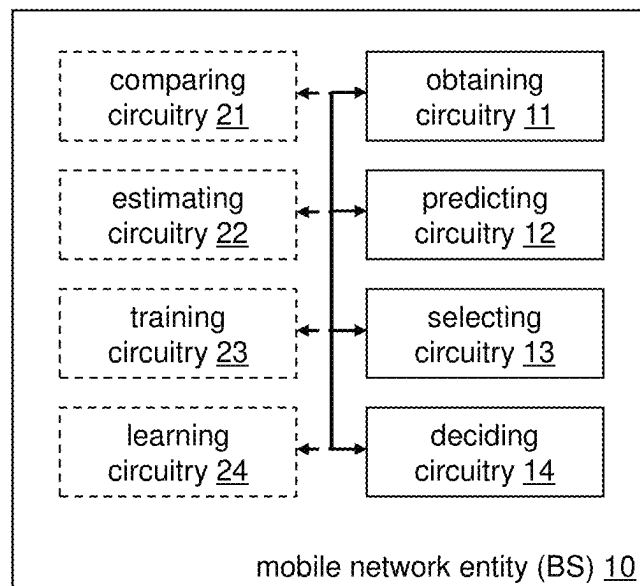 comparing
circuitry 21
obtaining
circuitry 11
estimating
circuitry 22
predicting
circuitry 12
training
circuitry 23
selecting
circuitry 13
learning
circuitry 24
deciding
circuitry 14
mobile network entity (BS) 10